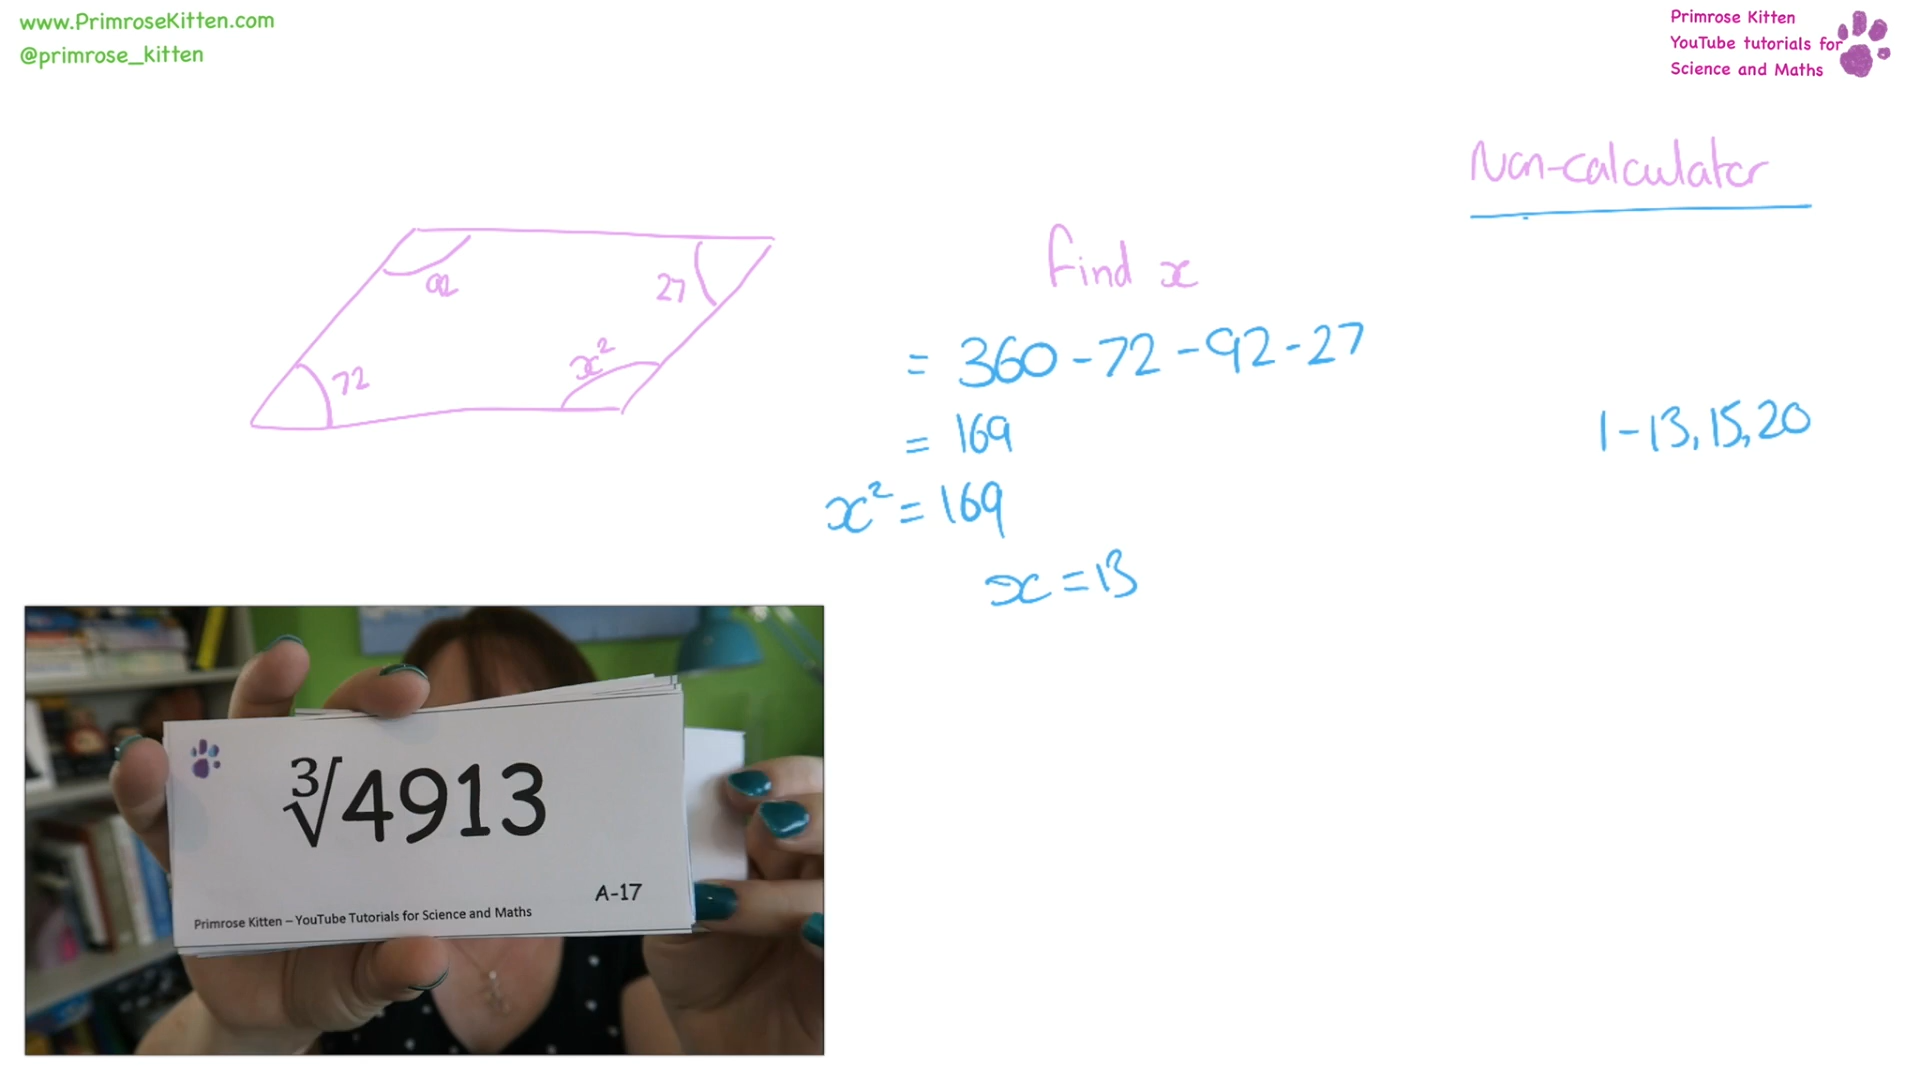 www.PrimroseKitten.com
@primrose_kitten
Primrose Kitten
YouTube tutorials for
Science and Maths
Non-calculator
92
27
72
x²
Find x
= 360-72-92-27
= 169
x² = 169
x = 13
1-13, 15, 20
∛4913
A-17
Primrose Kitten – YouTube Tutorials for Science and Maths